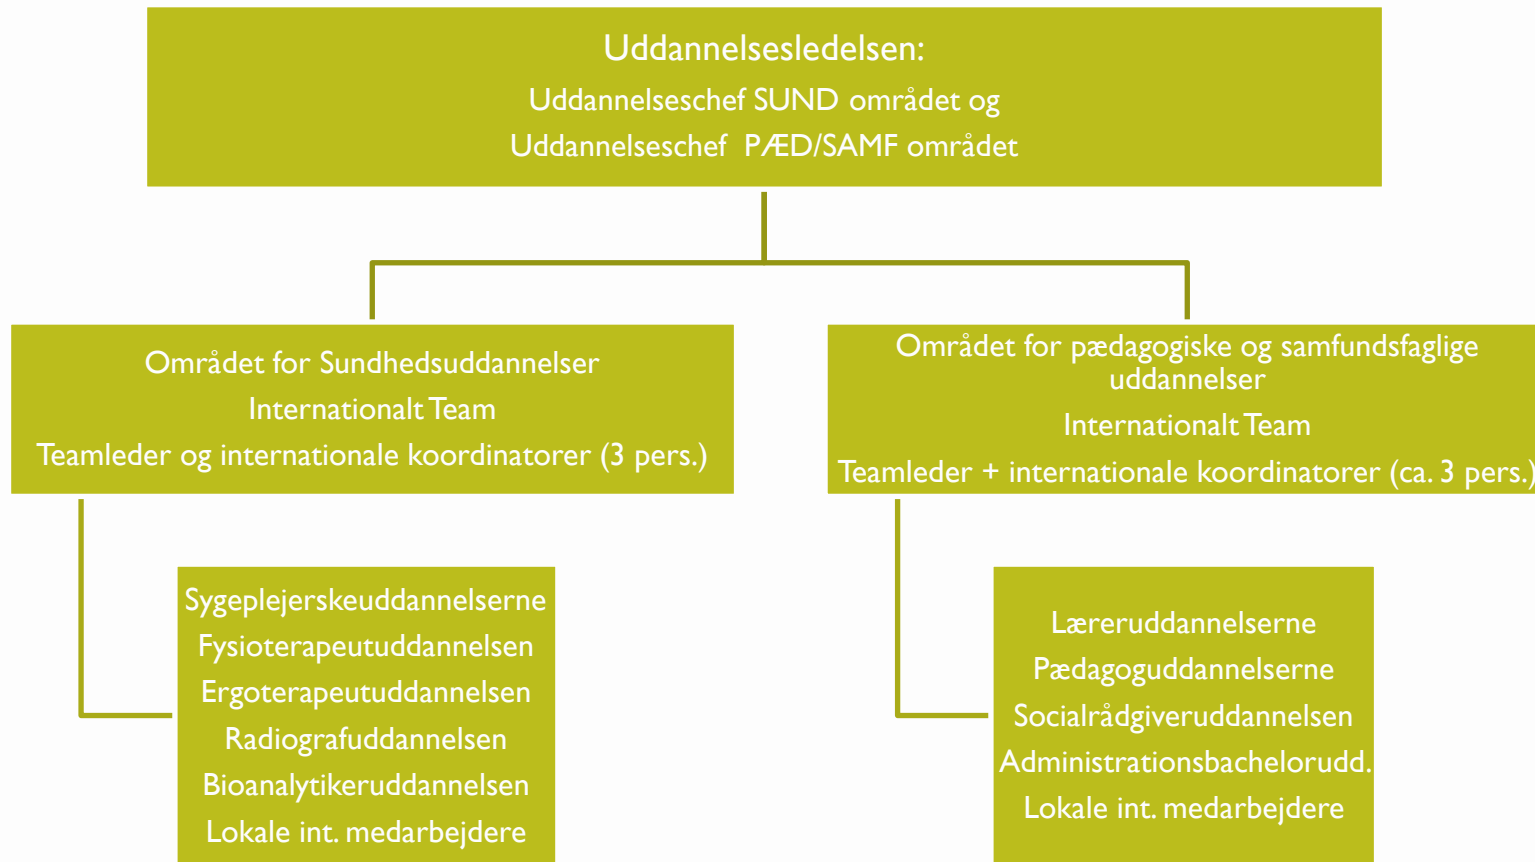 Uddannelsesledelsen:
Uddannelseschef SUND området og
Uddannelseschef PÆD/SAMF området
Området for Sundhedsuddannelser
Internationalt Team
Teamleder og internationale koordinatorer (3 pers.)
Området for pædagogiske og samfundsfaglige
uddannelser
Internationalt Team
Teamleder + internationale koordinatorer (ca. 3 pers.)
Sygeplejerskeuddannelserne
Fysioterapeutuddannelsen
Ergoterapeutuddannelsen
Radiografuddannelsen
Bioanalytikeruddannelsen
Lokale int. medarbejdere
Læreruddannelserne
Pædagoguddannelserne
Socialrådgiveruddannelsen
Administrationsbachelorudd.
Lokale int. medarbejdere